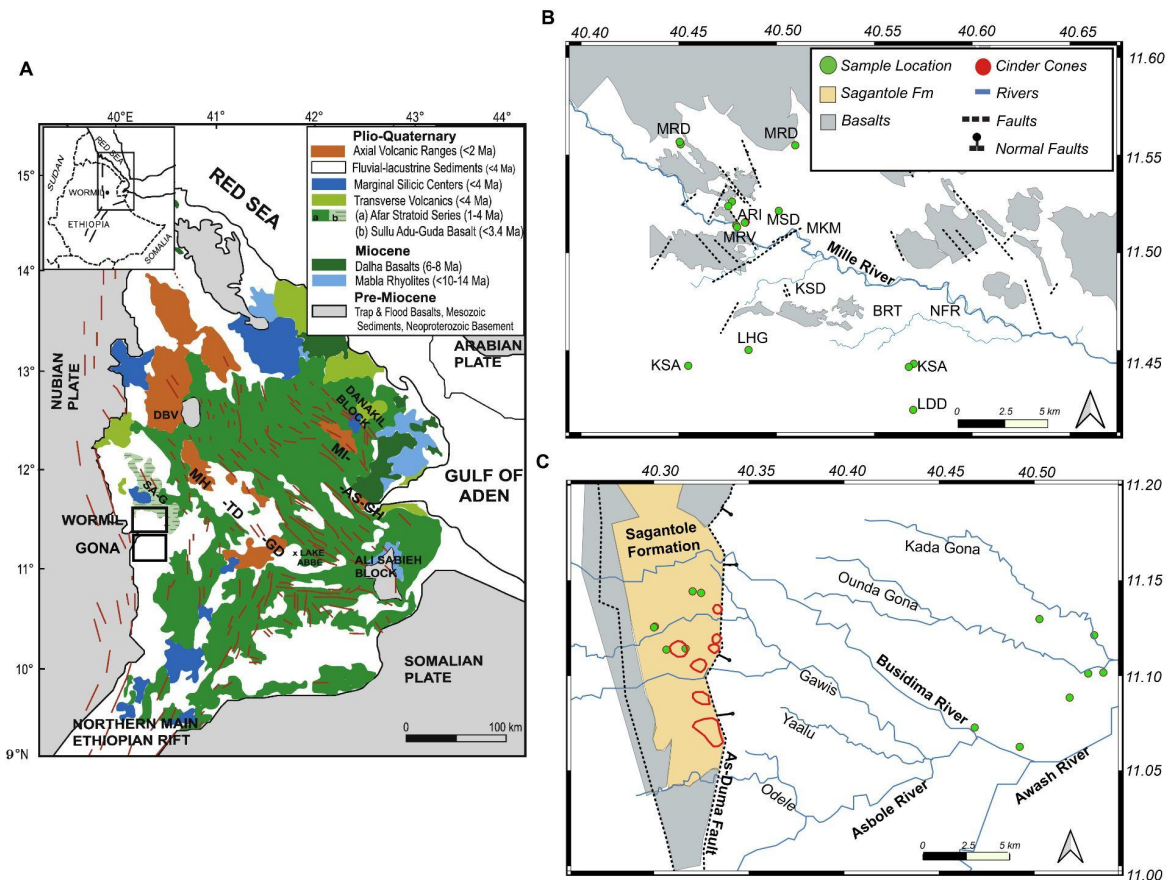 A
40°0'
41°
42
43°
44°
15°
14°
13°
12°
11°
10°
9°N
SUDAN
RED SEA
WORMIL
ETHIOPIA
SOMALIA
Plio-Quaternary
Axial Volcanic Ranges (<2 Ma)
Fluvial-lacustrine Sediments (<4 Ma)
Marginal Silicic Centers (<4 Ma)
Transverse Volcanics (<4 Ma)
a b (a) Afar Stratoid Series (1-4 Ma)
(b) Sullu Adu-Guda Basalt (<3.4 Ma)
Miocene
Dalha Basalts (6-8 Ma)
Mabla Rhyolites (<10-14 Ma)
Pre-Miocene
Trap & Flood Basalts, Mesozoic
Sediments, Neoproterozoic Basement
RED SEA
ARABIAN
PLATE
NUBIAN
PLATE
DBV
DANAKIL
BLOCK
MI-
SA-G
MH
-TD
-GD
-AS-GH
GULF OF
ADEN
WORMIL
GONA
x LAKE
ABBE
ALI SABIEH
BLOCK
SOMALIAN
PLATE
NORTHERN MAIN
ETHIOPIAN RIFT
0 100 km
B
40.40
40.45
40.50
40.55
40.60
40.65
11.60
11.55
11.50
11.45
Sample Location
Sagantole Fm
Basalts
Cinder Cones
Rivers
Faults
Normal Faults
MRD
MRD
ARI
MSD
MRV
MKM
Mille River
KSD
BRT
NFR
LHG
KSA
KSA
LDD
0 2.5 5 km
C
40.30
40.35
40.40
40.45
40.50
11.20
11.15
11.10
11.05
11.00
Sagantole
Formation
Kada Gona
Ounda Gona
Busidima River
Gawis
Yaalu
Odele
As-Duma Fault
Asbole River
Awash River
0 2.5 5 km